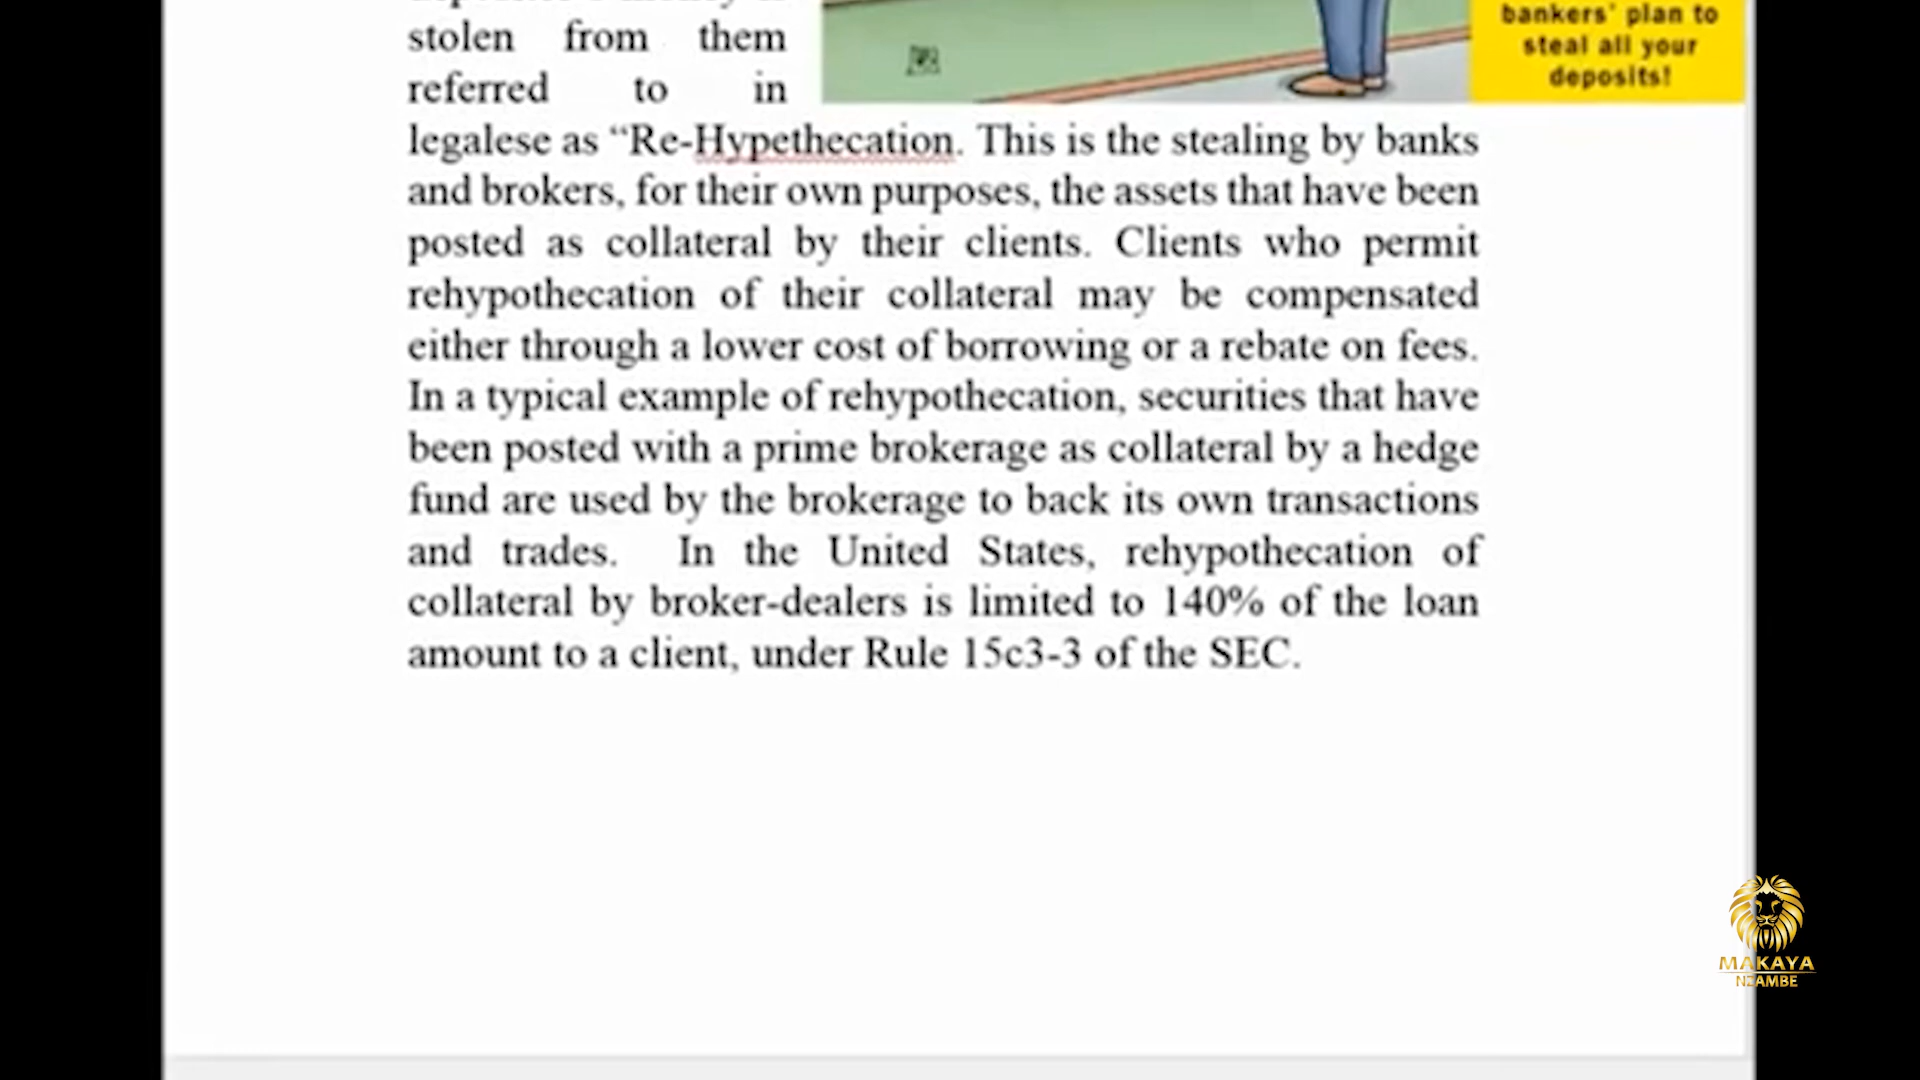 stolen from them
referred to in
legalese as “Re-Hypethecation. This is the stealing by banks
and brokers, for their own purposes, the assets that have been
posted as collateral by their clients. Clients who permit
rehypothecation of their collateral may be compensated
either through a lower cost of borrowing or a rebate on fees.
In a typical example of rehypothecation, securities that have
been posted with a prime brokerage as collateral by a hedge
fund are used by the brokerage to back its own transactions
and trades. In the United States, rehypothecation of
collateral by broker-dealers is limited to 140% of the loan
amount to a client, under Rule 15c3-3 of the SEC.
bankers' plan to
steal all your
deposits!
MAKAYA
NZAMBE